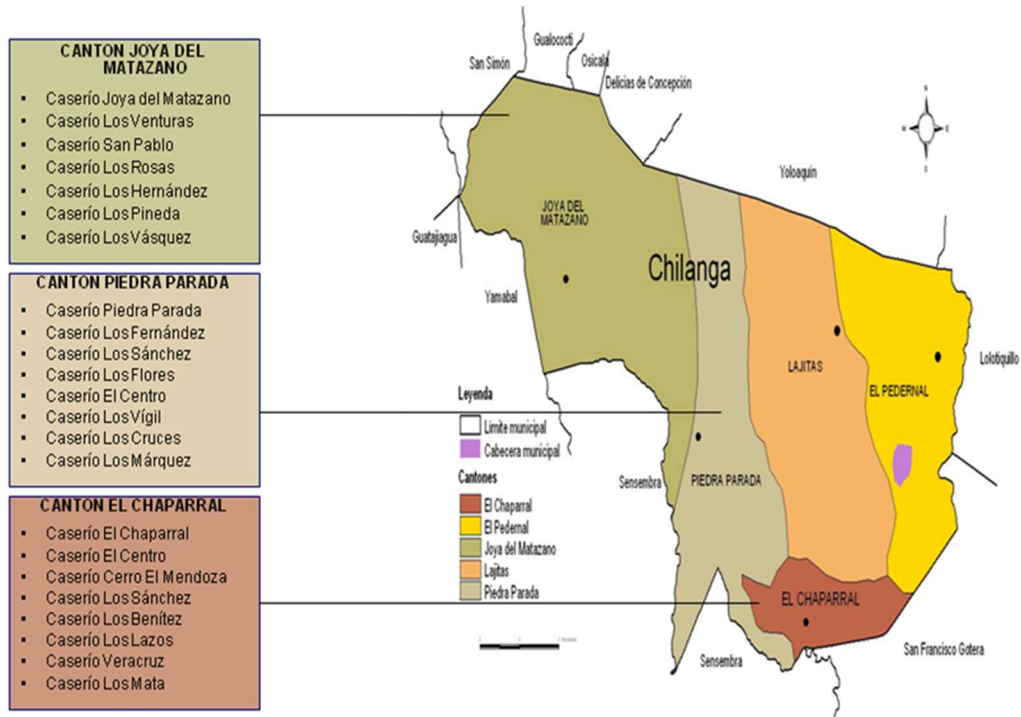 CANTON JOYA DEL
MATAZANO
▪ Caserío Joya del Matazano
▪ Caserío Los Venturas
▪ Caserío San Pablo
▪ Caserío Los Rosas
▪ Caserío Los Hernández
▪ Caserío Los Pineda
▪ Caserío Los Vásquez
CANTON PIEDRA PARADA
▪ Caserío Piedra Parada
▪ Caserío Los Fernández
▪ Caserío Los Sánchez
▪ Caserío Los Flores
▪ Caserío El Centro
▪ Caserío Los Vígil
▪ Caserío Los Cruces
▪ Caserío Los Márquez
CANTON EL CHAPARRAL
▪ Caserío El Chaparral
▪ Caserío El Centro
▪ Caserío Cerro El Mendoza
▪ Caserío Los Sánchez
▪ Caserío Los Benítez
▪ Caserío Los Lazos
▪ Caserío Veracruz
▪ Caserío Los Mata
San Simón
Gualococti
Osicala
Delicias de Concepción
N
W E
S
Yoloaquin
Guatajiagua
JOYA DEL
MATAZANO
Chilanga
Yamabal
LAJITAS
EL PEDERNAL
Lolotiquillo
Sensembra
PIEDRA PARADA
EL CHAPARRAL
San Francisco Gotera
Sensembra
Leyenda
Límite municipal
Cabecera municipal
Cantones
El Chaparral
El Pedernal
Joya del Matazano
Lajitas
Piedra Parada